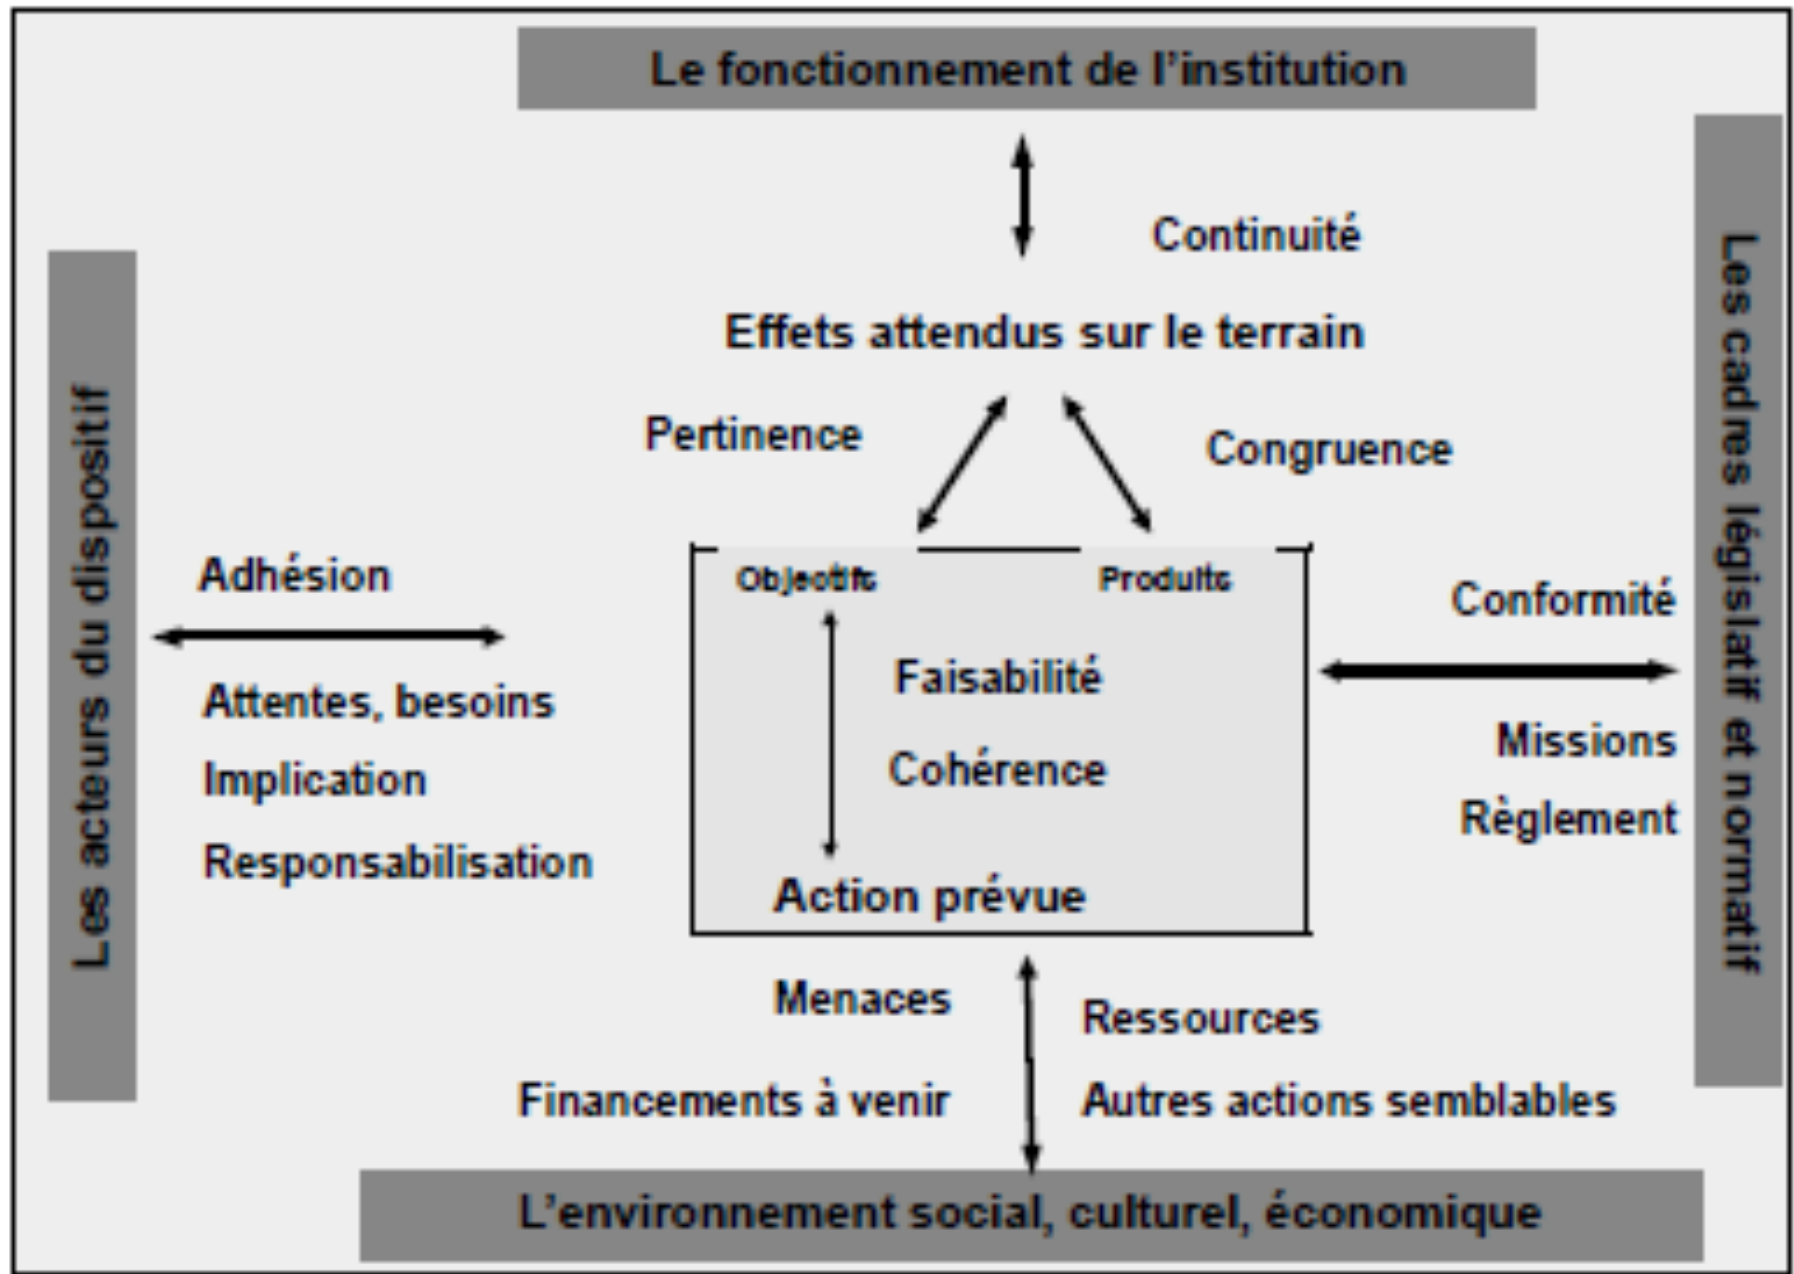 Le fonctionnement de l'institution
Continuité
Effets attendus sur le terrain
Pertinence
Congruence
Les acteurs du dispositif
Adhésion
Attentes, besoins
Implication
Responsabilisation
Objectifs
Produits
Faisabilité
Cohérence
Action prévue
Conformité
Missions
Règlement
Les cadres législatif et normatif
Menaces
Ressources
Financements à venir
Autres actions semblables
L'environnement social, culturel, économique